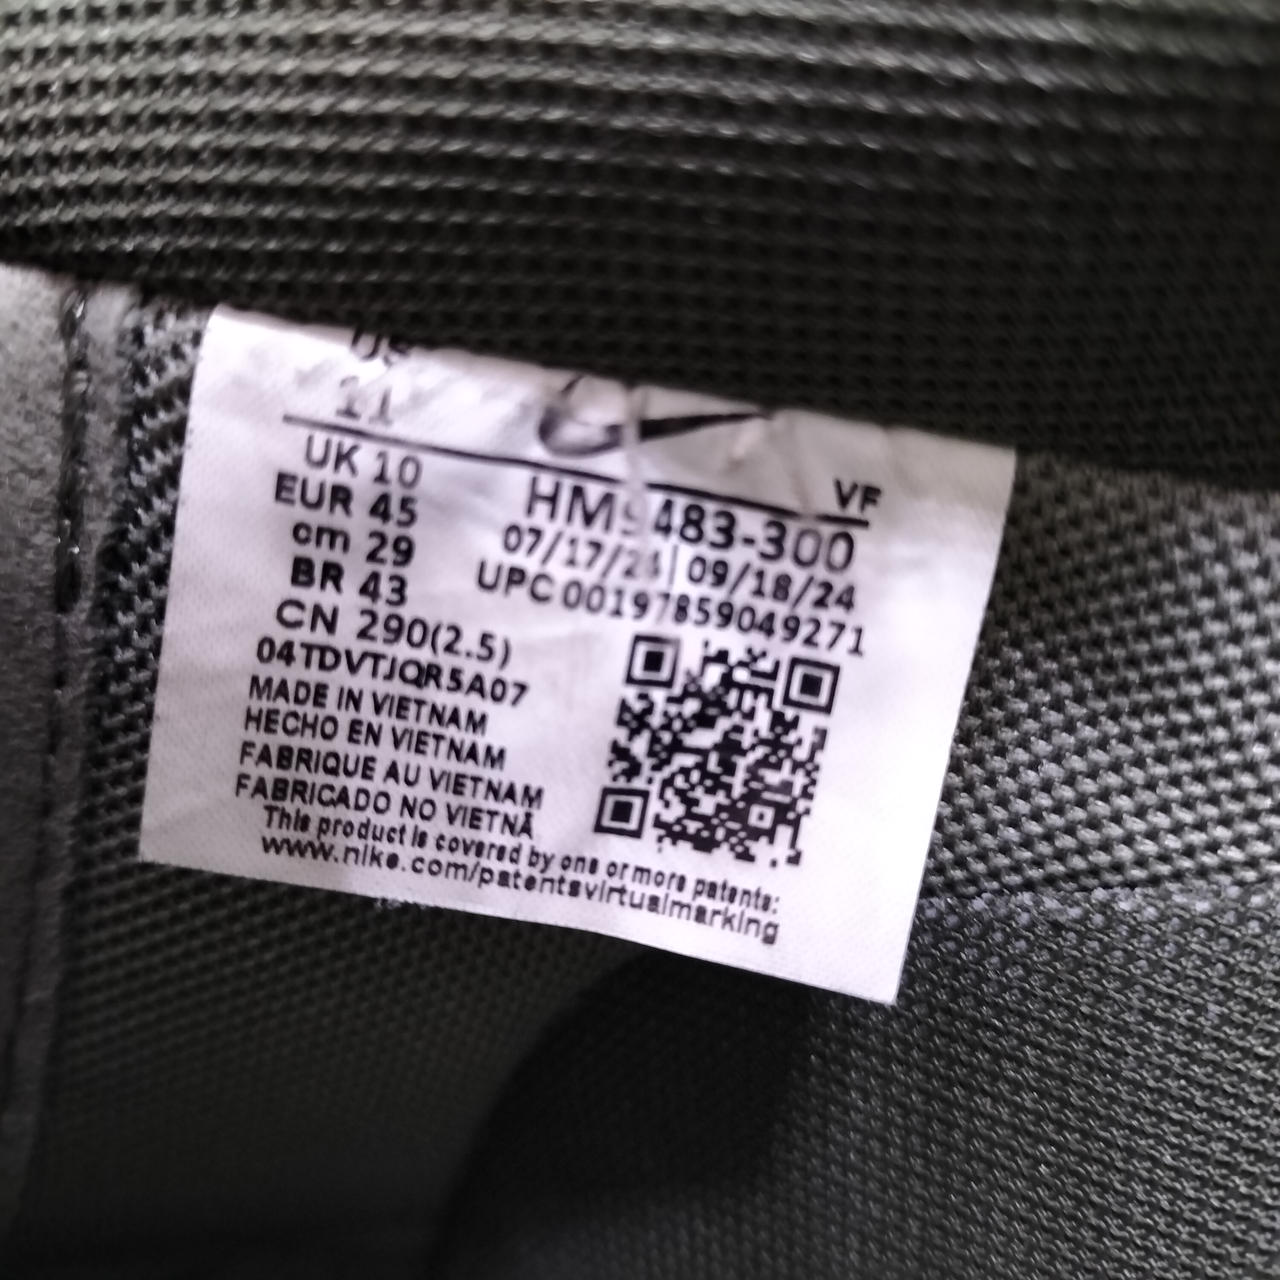 US
11
UK 10
EUR 45
cm 29
BR 43
CN 290(2.5)
04TDVTJQR5A07
MADE IN VIETNAM
HECHO EN VIETNAM
FABRIQUE AU VIETNAM
FABRICADO NO VIETNÃ
This product is covered by one or more patents:
www.nike.com/patentsvirtualmarking
VF
09/18/24
UPC 00197859049271